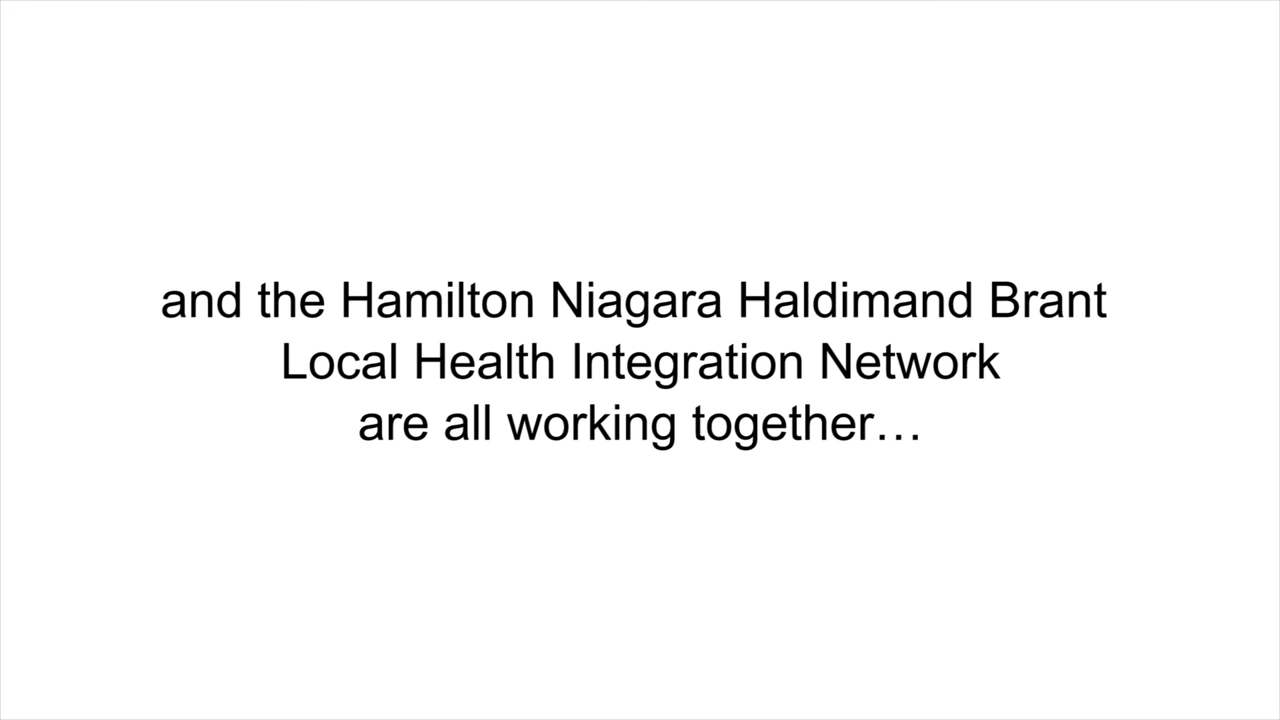 and the Hamilton Niagara Haldimand Brant
Local Health Integration Network
are all working together…